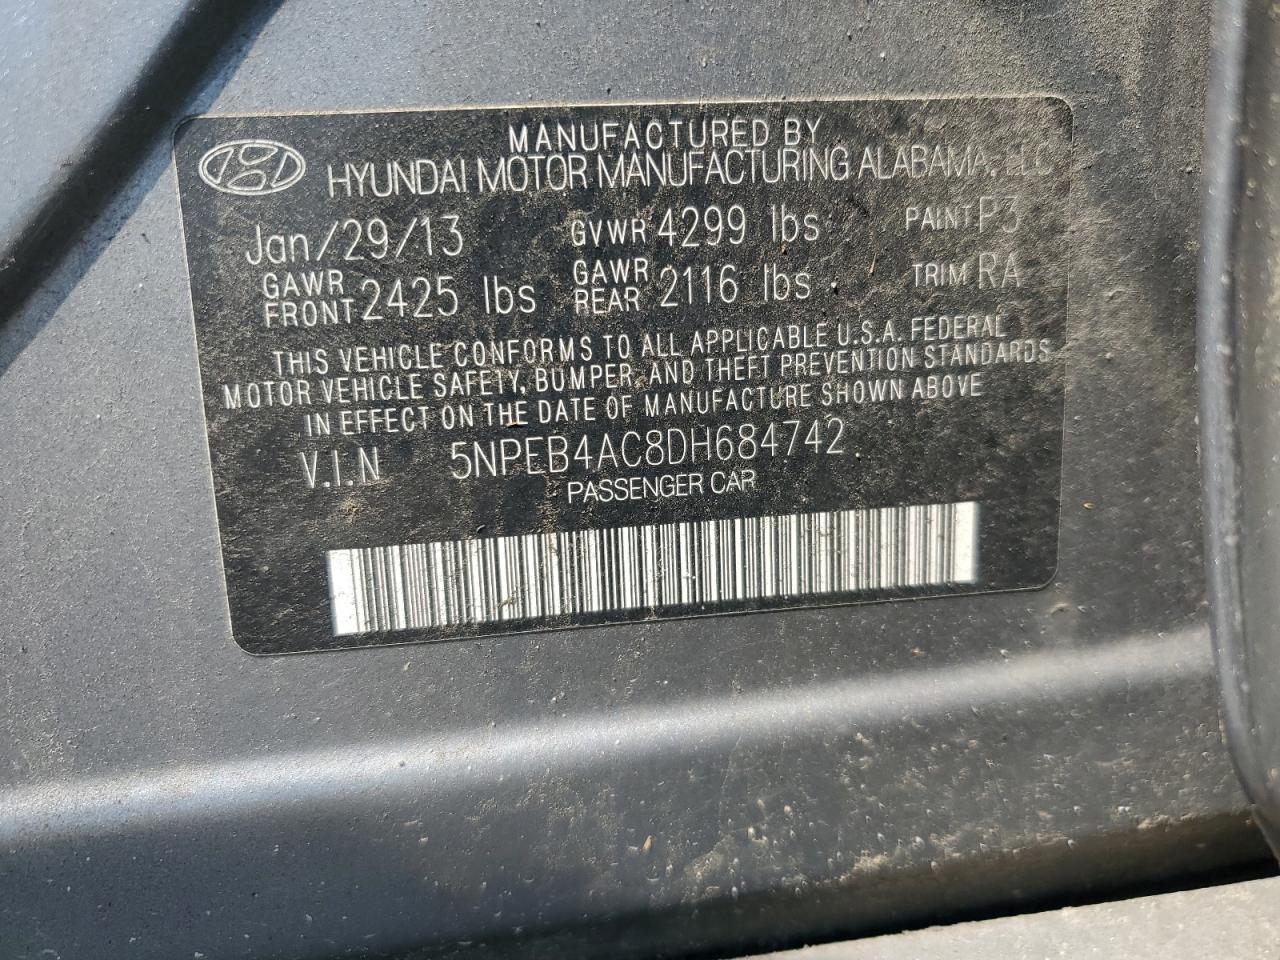 MANUFACTURED BY
HYUNDAI MOTOR MANUFACTURING ALABAMA, LLC
Jan/29/13 GVWR 4299 lbs PAINT P3
GAWR FRONT 2425 lbs GAWR REAR 2116 lbs TRIM RA
THIS VEHICLE CONFORMS TO ALL APPLICABLE U.S.A. FEDERAL
MOTOR VEHICLE SAFETY, BUMPER, AND THEFT PREVENTION STANDARDS
IN EFFECT ON THE DATE OF MANUFACTURE SHOWN ABOVE
V.I.N 5NPEB4AC8DH684742
PASSENGER CAR